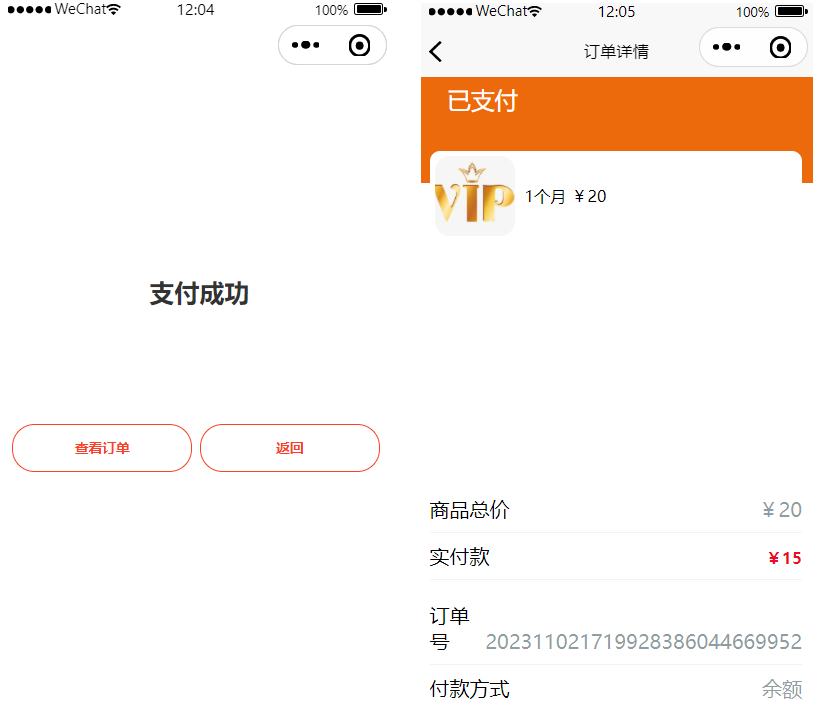 WeChat 12:04 100%
支付成功
查看订单 返回
WeChat 12:05 100%
订单详情
已支付
VIP
1个月 ￥20
商品总价 ￥20
实付款 ￥15
订单
号 202311021719928386044669952
付款方式 余额